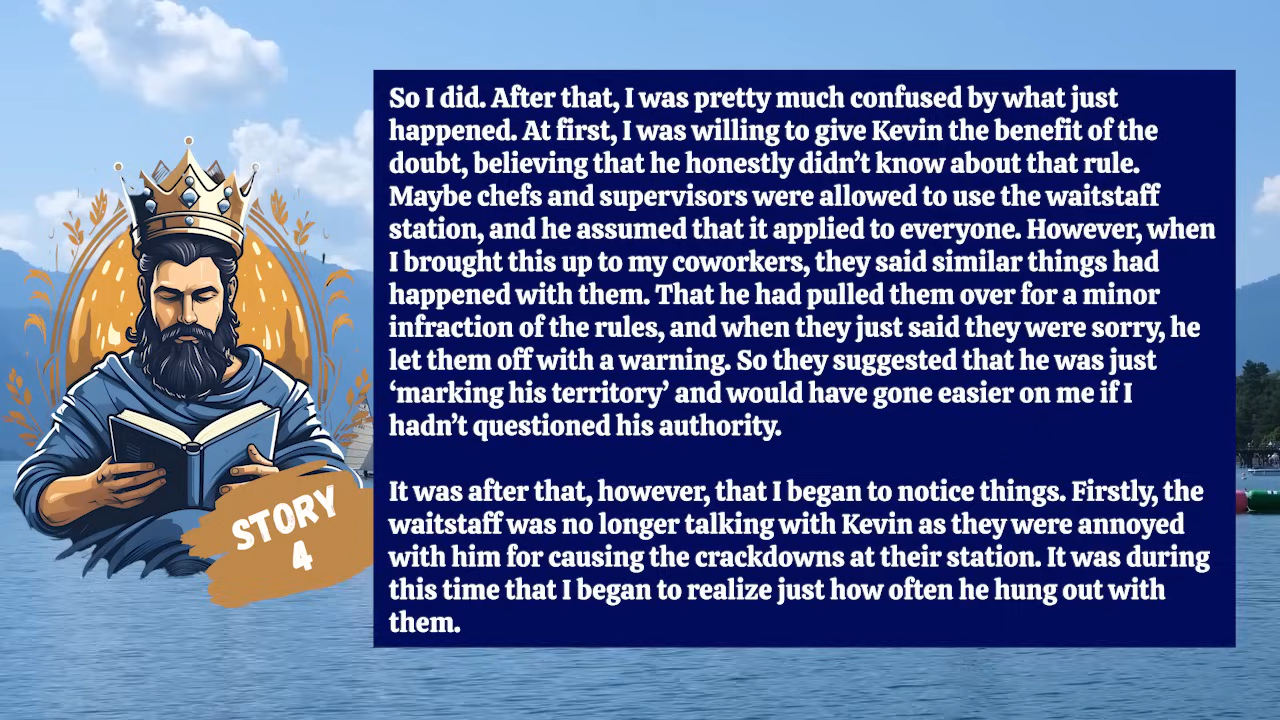 So I did. After that, I was pretty much confused by what just
happened. At first, I was willing to give Kevin the benefit of the
doubt, believing that he honestly didn’t know about that rule.
Maybe chefs and supervisors were allowed to use the waitstaff
station, and he assumed that it applied to everyone. However, when
I brought this up to my coworkers, they said similar things had
happened with them. That he had pulled them over for a minor
infraction of the rules, and when they just said they were sorry, he
let them off with a warning. So they suggested that he was just
‘marking his territory’ and would have gone easier on me if I
hadn’t questioned his authority.
It was after that, however, that I began to notice things. Firstly, the
waitstaff was no longer talking with Kevin as they were annoyed
with him for causing the crackdowns at their station. It was during
this time that I began to realize just how often he hung out with
them.
STORY
4